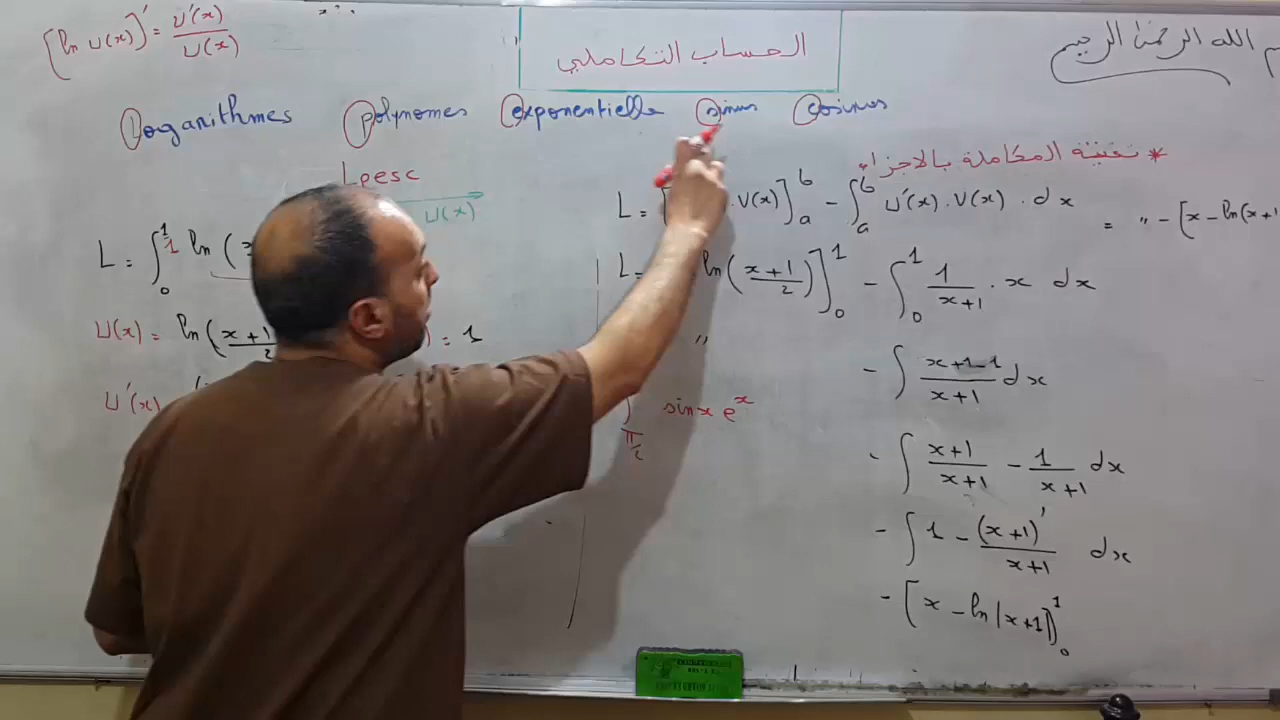 [ln U(x)]' = U'(x)/U(x)
الحساب التكاملي
الله الرحمن الرحيم
Logarithmes Polynomes exponentielle sinus cosinus
Lpesc
U(x)
* تقنية المكاملة بالاجزاء
L = ∫₀¹ ln(
U(x) = ln(x+1/2 = 1
U'(x)
L = [ . V(x)]ₐᵇ - ∫ₐᵇ U'(x) . V(x) . dx
L = ln(x+1/2)]₀¹ - ∫₀¹ 1/x+1 . x dx
" - ∫ x+1-1/x+1 dx
π/2 sinx eˣ
- ∫ x+1/x+1 - 1/x+1 dx
- ∫ 1 - (x+1)'/x+1 dx
- [x - ln|x+1|]₀¹
= " - [x - ln(x+1